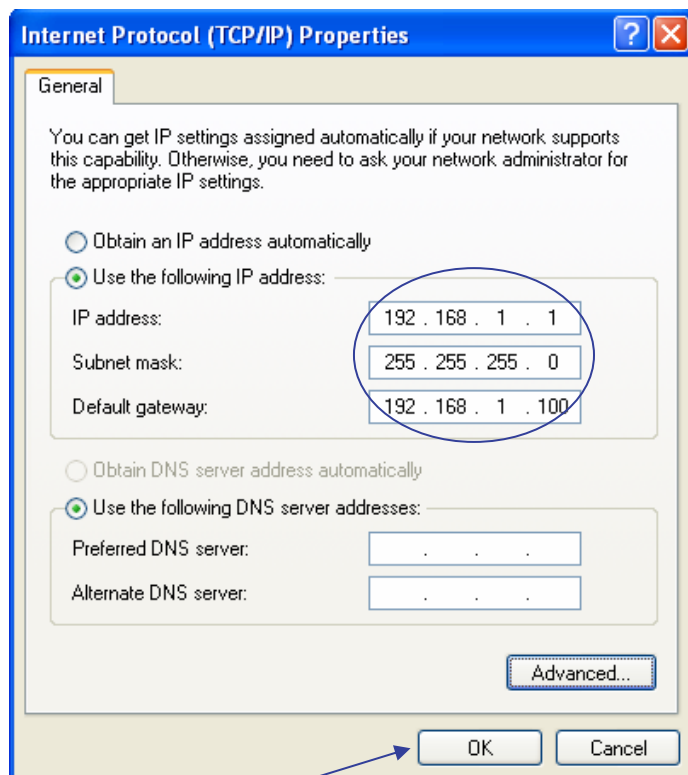 Internet Protocol (TCP/IP) Properties
General
You can get IP settings assigned automatically if your network supports
this capability. Otherwise, you need to ask your network administrator for
the appropriate IP settings.
Obtain an IP address automatically
Use the following IP address:
IP address: 192 . 168 . 1 . 1
Subnet mask: 255 . 255 . 255 . 0
Default gateway: 192 . 168 . 1 . 100
Obtain DNS server address automatically
Use the following DNS server addresses:
Preferred DNS server: . . .
Alternate DNS server: . . .
Advanced...
OK Cancel